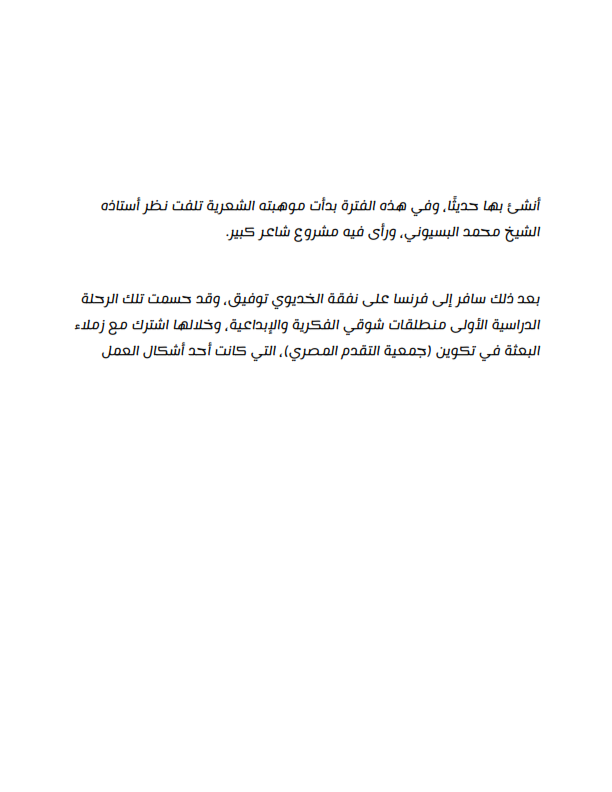 أنشئ بها حديثًا، وفي هذه الفترة بدأت موهبته الشعرية تلفت نظر أستاذه
الشيخ محمد البسيوني، ورأى فيه مشروع شاعر كبير.
بعد ذلك سافر إلى فرنسا على نفقة الخديوي توفيق، وقد حسمت تلك الرحلة
الدراسية الأولى منطلقات شوقي الفكرية والإبداعية، وخلالها اشترك مع زملاء
البعثة في تكوين (جمعية التقدم المصري)، التي كانت أحد أشكال العمل